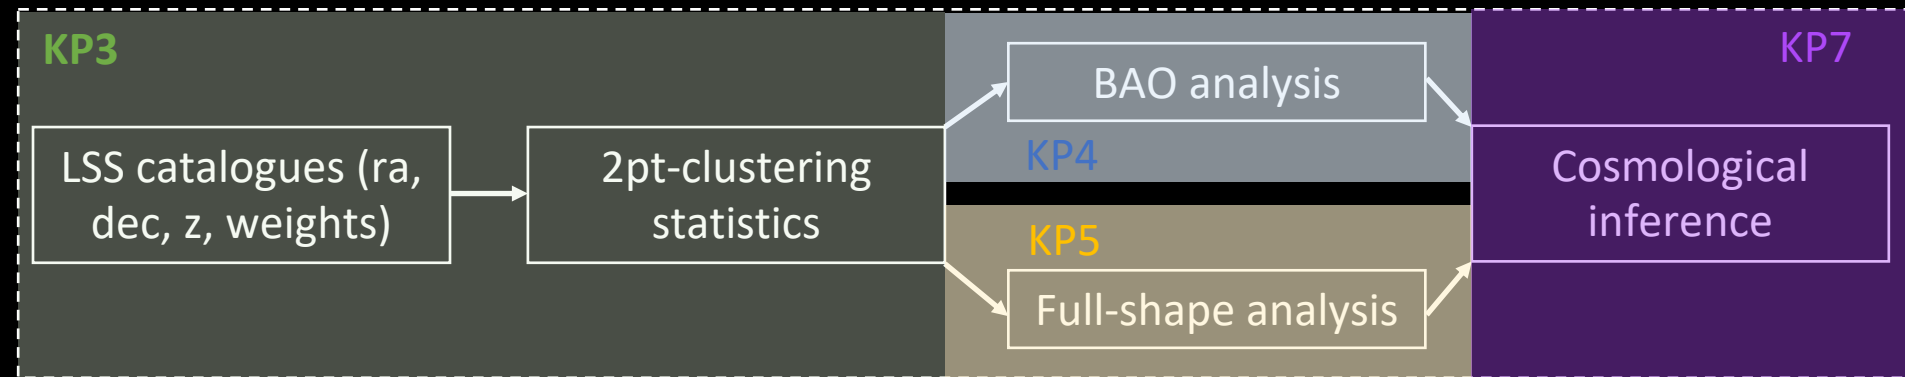 KP3
LSS catalogues (ra,
dec, z, weights)
2pt-clustering
statistics
BAO analysis
KP4
KP5
Full-shape analysis
KP7
Cosmological
inference